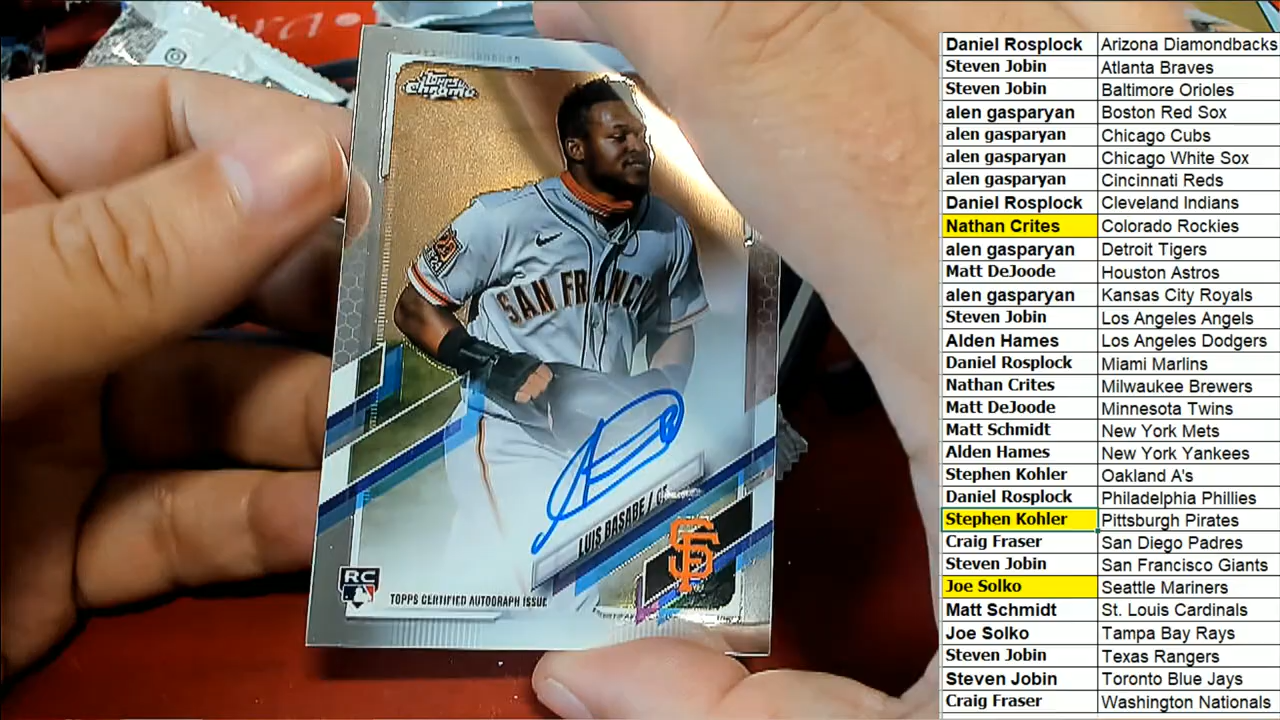 Topps
Chrome
SAN FRANCI
LUIS BASABE / OF
RC
TOPPS CERTIFIED AUTOGRAPH ISSUE
SF
Daniel Rosplock Arizona Diamondbacks
Steven Jobin Atlanta Braves
Steven Jobin Baltimore Orioles
alen gasparyan Boston Red Sox
alen gasparyan Chicago Cubs
alen gasparyan Chicago White Sox
alen gasparyan Cincinnati Reds
Daniel Rosplock Cleveland Indians
Nathan Crites Colorado Rockies
alen gasparyan Detroit Tigers
Matt DeJoode Houston Astros
alen gasparyan Kansas City Royals
Steven Jobin Los Angeles Angels
Alden Hames Los Angeles Dodgers
Daniel Rosplock Miami Marlins
Nathan Crites Milwaukee Brewers
Matt DeJoode Minnesota Twins
Matt Schmidt New York Mets
Alden Hames New York Yankees
Stephen Kohler Oakland A's
Daniel Rosplock Philadelphia Phillies
Stephen Kohler Pittsburgh Pirates
Craig Fraser San Diego Padres
Steven Jobin San Francisco Giants
Joe Solko Seattle Mariners
Matt Schmidt St. Louis Cardinals
Joe Solko Tampa Bay Rays
Steven Jobin Texas Rangers
Steven Jobin Toronto Blue Jays
Craig Fraser Washington Nationals